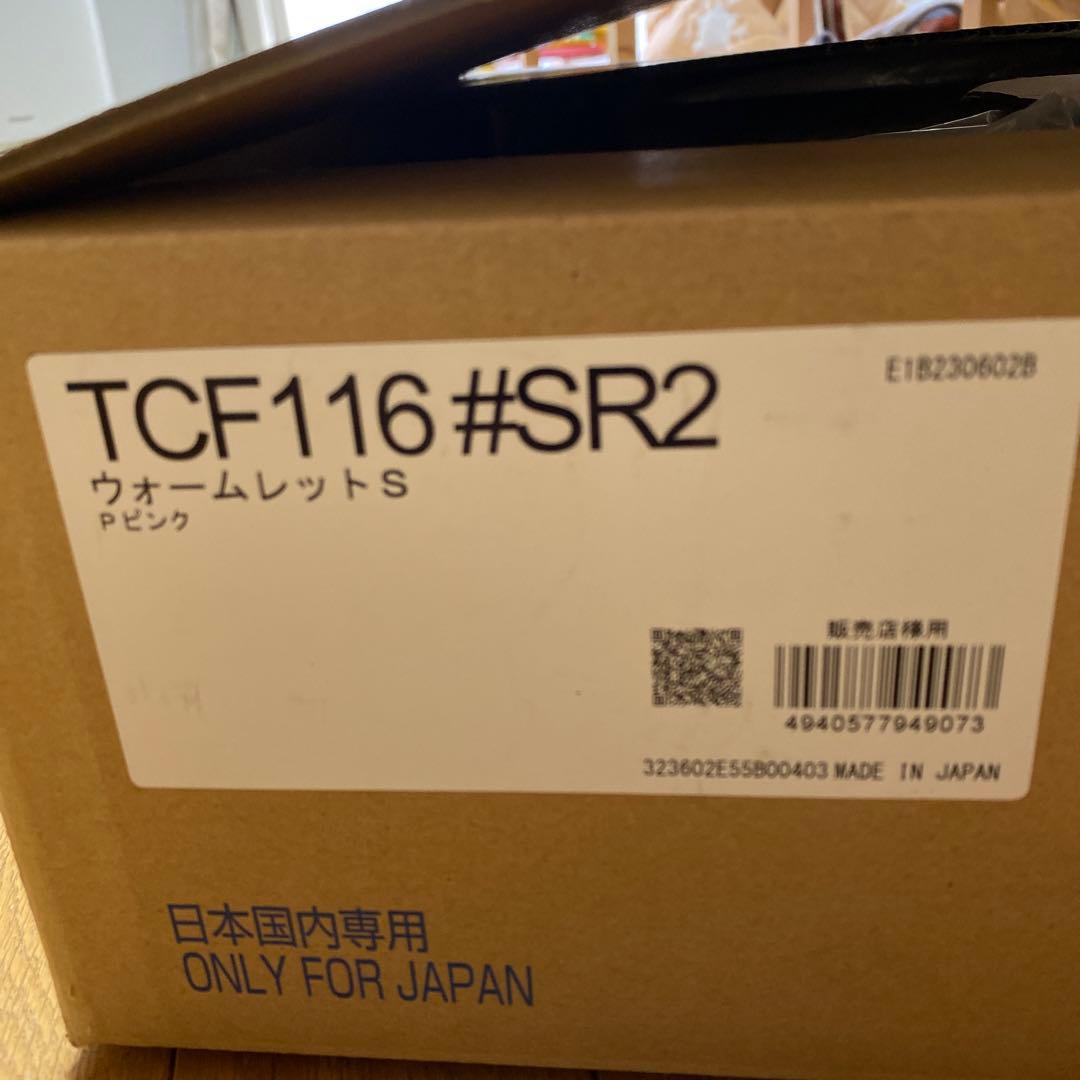 TCF116 #SR2
E1B230602B
ウォームレットS
Pピンク
販売店様用
4940577949073
323602E55B00403 MADE IN JAPAN
日本国内専用
ONLY FOR JAPAN